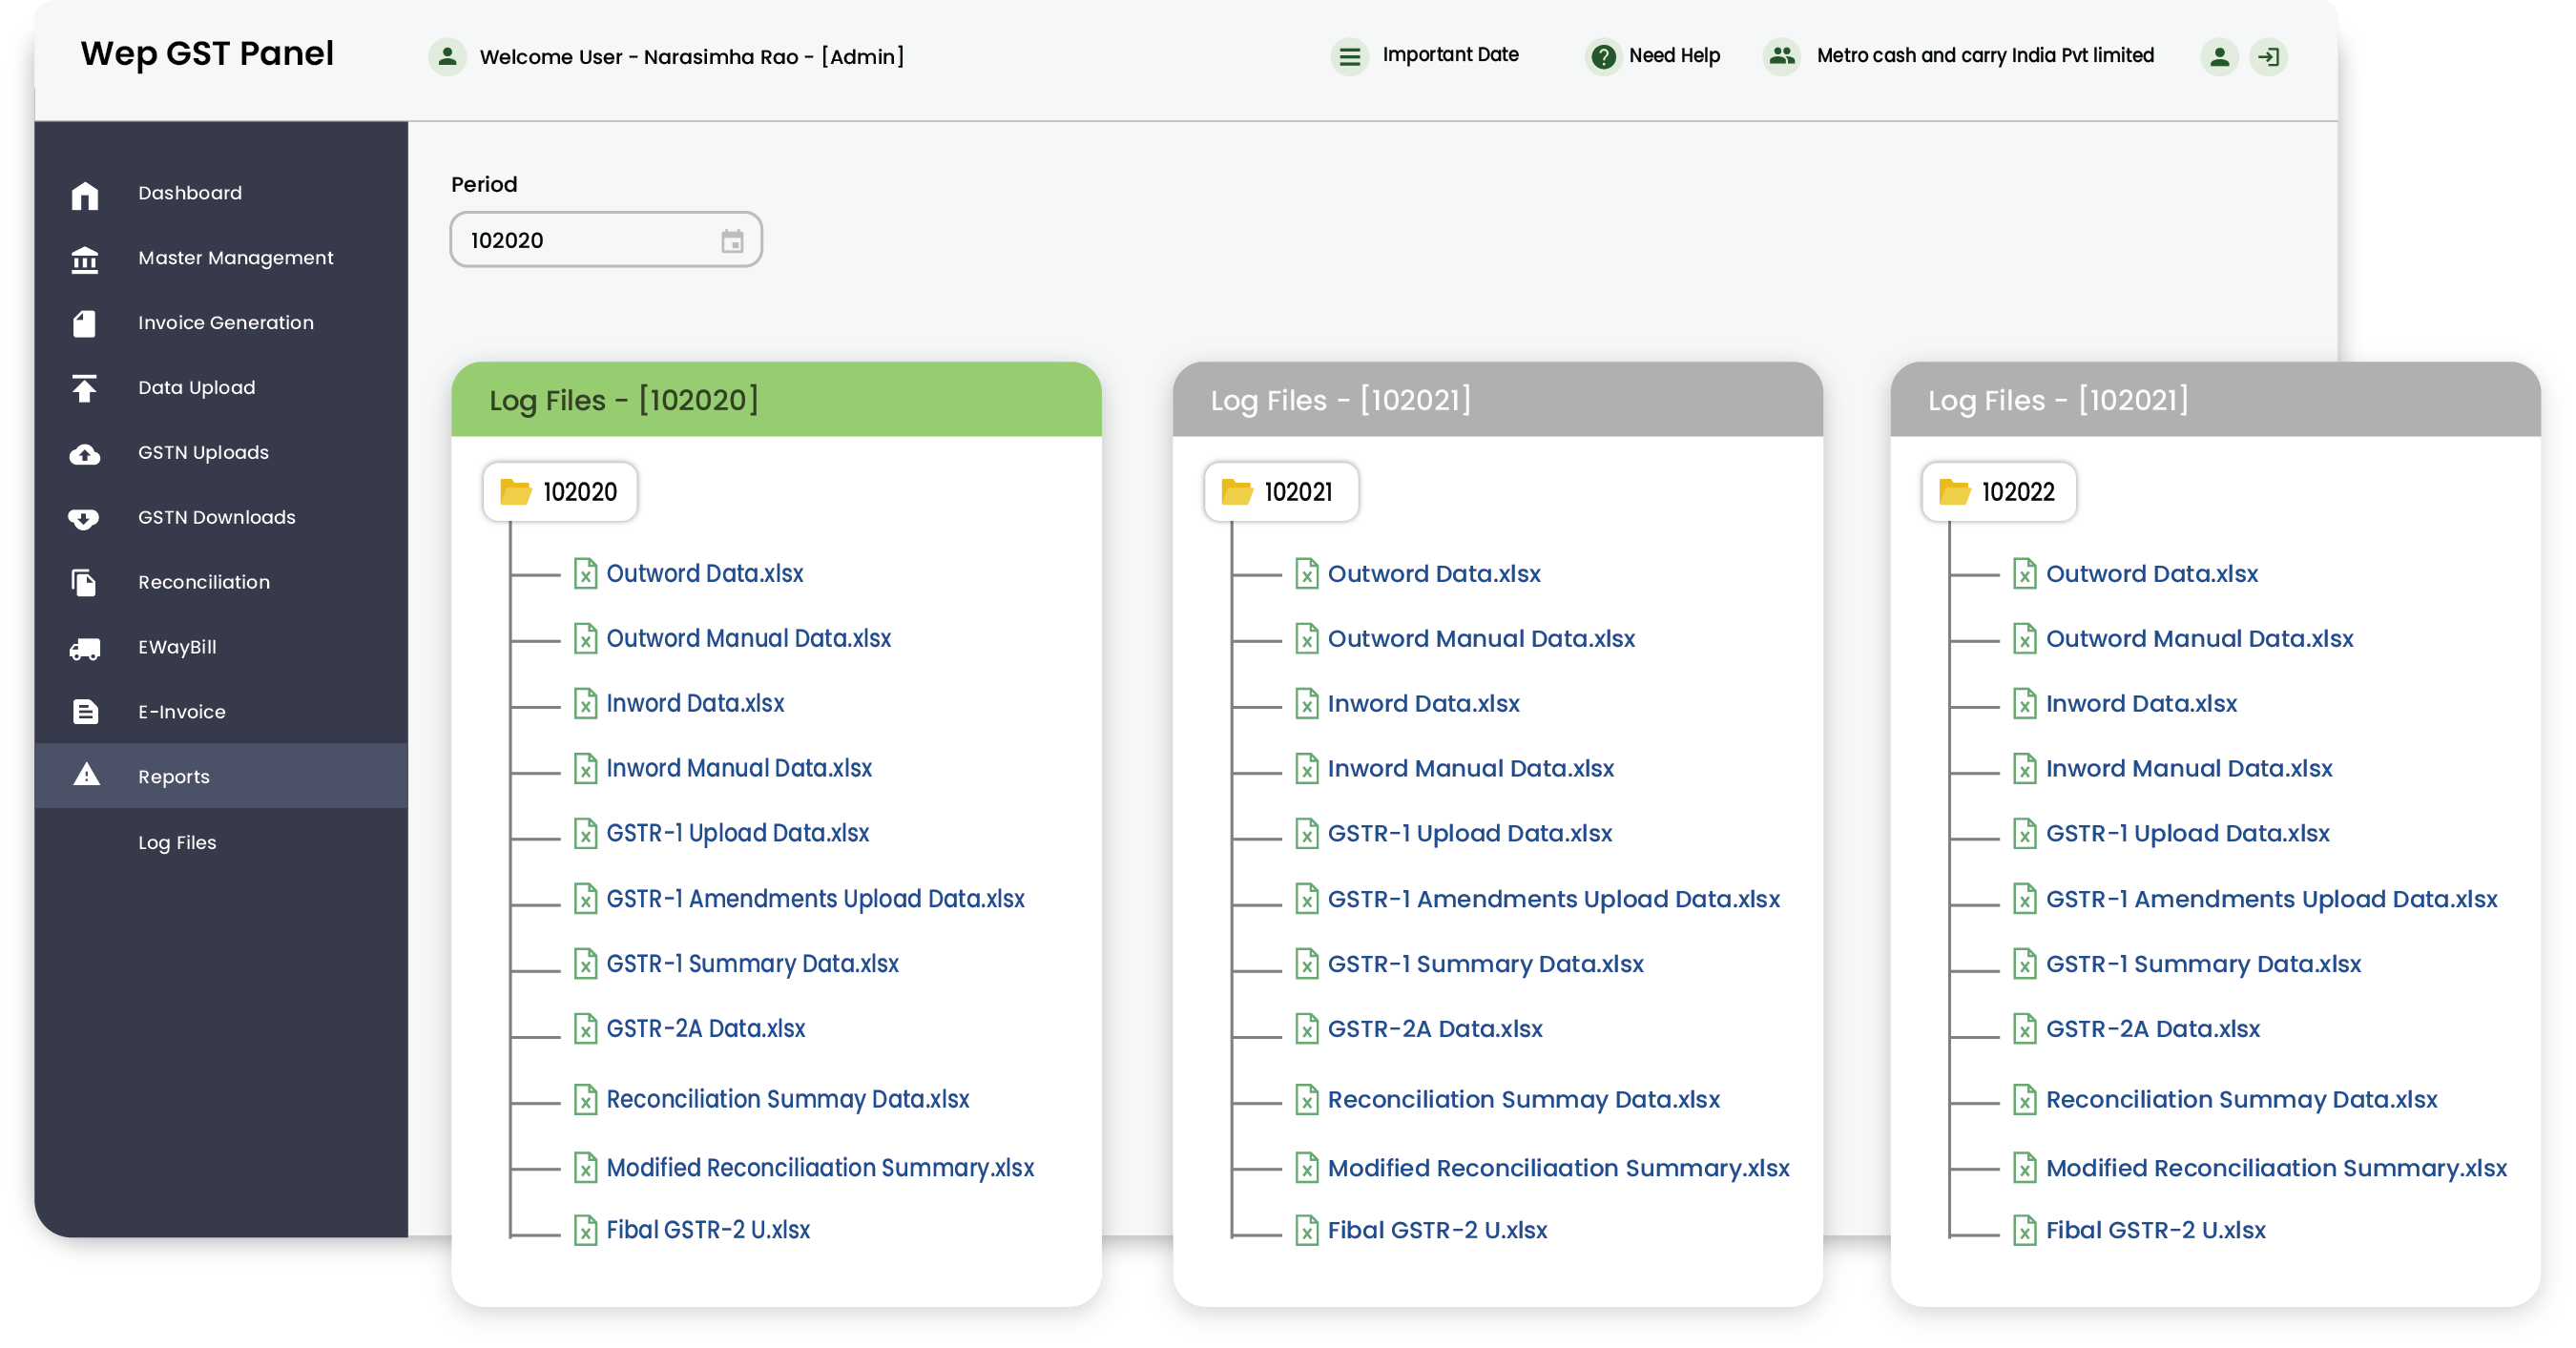 Wep GST Panel
Welcome User - Narasimha Rao - [Admin]
Important Date
Need Help
Metro cash and carry India Pvt limited
Dashboard
Master Management
Invoice Generation
Data Upload
GSTN Uploads
GSTN Downloads
Reconciliation
EWayBill
E-Invoice
Reports
Log Files
Period
102020
Log Files - [102020]
102020
Outword Data.xlsx
Outword Manual Data.xlsx
Inword Data.xlsx
Inword Manual Data.xlsx
GSTR-1 Upload Data.xlsx
GSTR-1 Amendments Upload Data.xlsx
GSTR-1 Summary Data.xlsx
GSTR-2A Data.xlsx
Reconciliation Summay Data.xlsx
Modified Reconciliaation Summary.xlsx
Fibal GSTR-2 U.xlsx
Log Files - [102021]
102021
Outword Data.xlsx
Outword Manual Data.xlsx
Inword Data.xlsx
Inword Manual Data.xlsx
GSTR-1 Upload Data.xlsx
GSTR-1 Amendments Upload Data.xlsx
GSTR-1 Summary Data.xlsx
GSTR-2A Data.xlsx
Reconciliation Summay Data.xlsx
Modified Reconciliaation Summary.xlsx
Fibal GSTR-2 U.xlsx
Log Files - [102021]
102022
Outword Data.xlsx
Outword Manual Data.xlsx
Inword Data.xlsx
Inword Manual Data.xlsx
GSTR-1 Upload Data.xlsx
GSTR-1 Amendments Upload Data.xlsx
GSTR-1 Summary Data.xlsx
GSTR-2A Data.xlsx
Reconciliation Summay Data.xlsx
Modified Reconciliaation Summary.xlsx
Fibal GSTR-2 U.xlsx